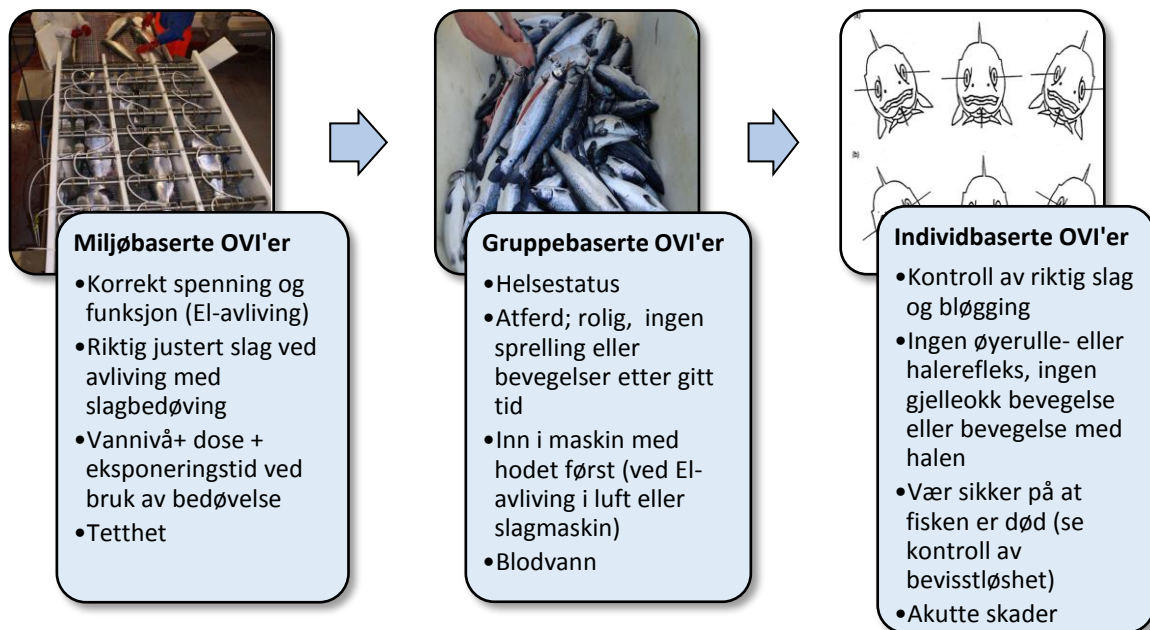 Miljøbaserte OVI'er
•Korrekt spenning og
funksjon (El-avliving)
•Riktig justert slag ved
avliving med
slagbedøving
•Vannivå+ dose +
eksponeringstid ved
bruk av bedøvelse
•Tetthet
Gruppebaserte OVI'er
•Helsestatus
•Atferd; rolig, ingen
sprelling eller
bevegelser etter gitt
tid
•Inn i maskin med
hodet først (ved El-
avliving i luft eller
slagmaskin)
•Blodvann
(a)
(b)
Individbaserte OVI'er
•Kontroll av riktig slag
og bløgging
•Ingen øyerulle- eller
halerefleks, ingen
gjelleokk bevegelse
eller bevegelse med
halen
•Vær sikker på at
fisken er død (se
kontroll av
bevisstløshet)
•Akutte skader